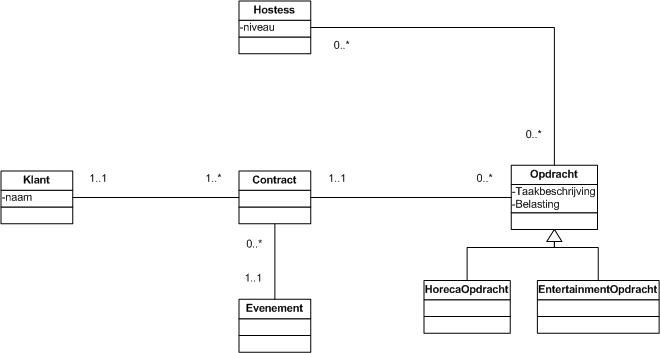 Hostess
-niveau
0..*
0..*
Klant
-naam
1..1
1..*
Contract
1..1
0..*
Opdracht
-Taakbeschrijving
-Belasting
0..*
1..1
Evenement
HorecaOpdracht
EntertainmentOpdracht